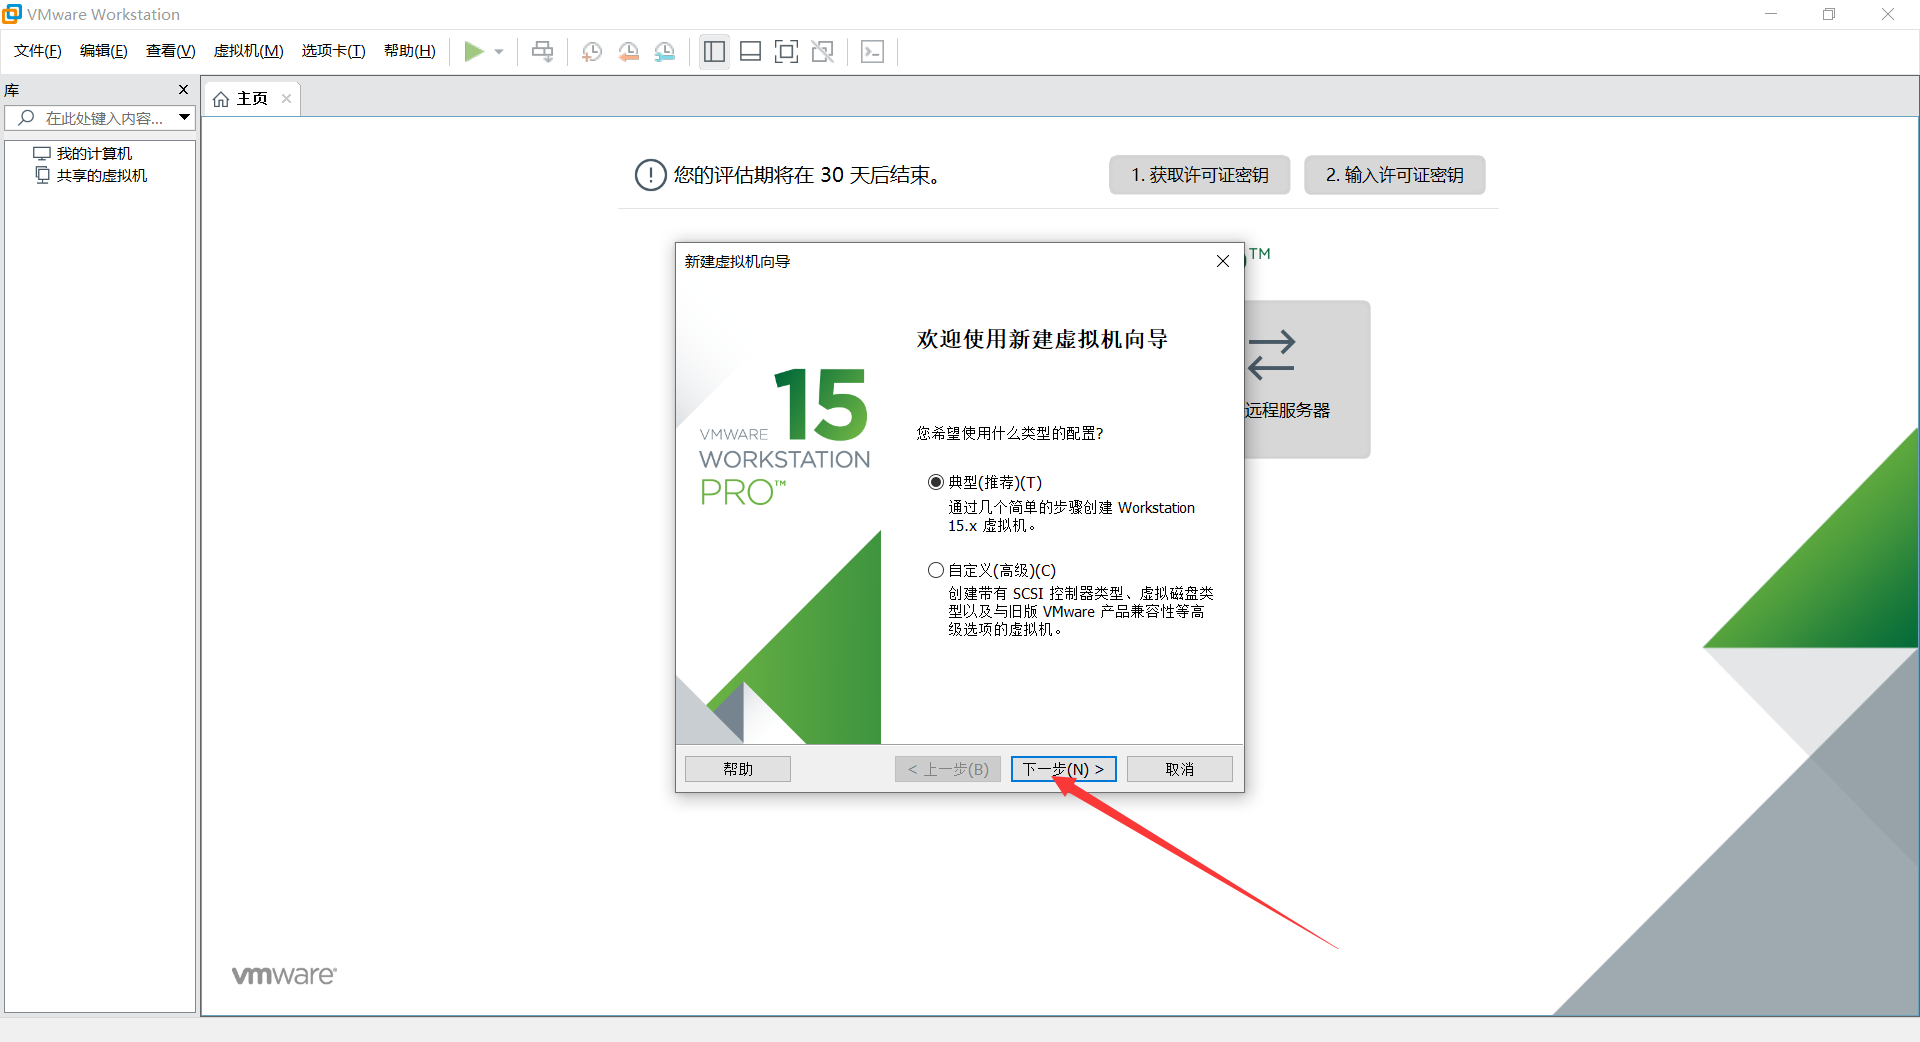 VMware Workstation
文件(F) 编辑(E) 查看(V) 虚拟机(M) 选项卡(T) 帮助(H)
库
主页
在此处键入内容...
我的计算机
共享的虚拟机
您的评估期将在 30 天后结束。
1. 获取许可证密钥
2. 输入许可证密钥
TM
远程服务器
新建虚拟机向导
欢迎使用新建虚拟机向导
15
VMWARE
WORKSTATION
PRO™
您希望使用什么类型的配置?
典型(推荐)(T)
通过几个简单的步骤创建 Workstation
15.x 虚拟机。
自定义(高级)(C)
创建带有 SCSI 控制器类型、虚拟磁盘类
型以及与旧版 VMware 产品兼容性等高
级选项的虚拟机。
帮助
< 上一步(B)
下一步(N) >
取消
vmware